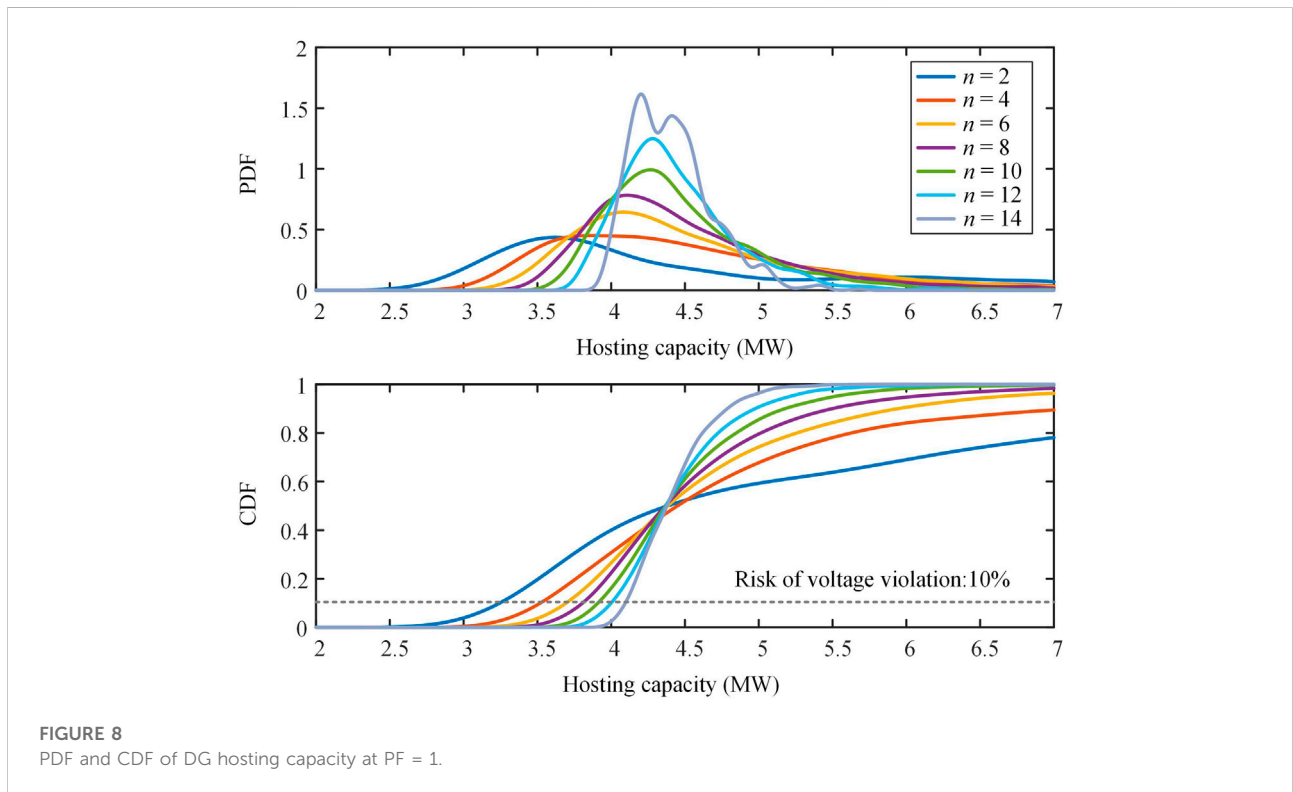 2
1.5
1
0.5
0
PDF
n = 2
n = 4
n = 6
n = 8
n = 10
n = 12
n = 14
2 2.5 3 3.5 4 4.5 5 5.5 6 6.5 7
Hosting capacity (MW)
1
0.8
0.6
0.4
0.2
0
CDF
Risk of voltage violation:10%
2 2.5 3 3.5 4 4.5 5 5.5 6 6.5 7
Hosting capacity (MW)
FIGURE 8
PDF and CDF of DG hosting capacity at PF = 1.